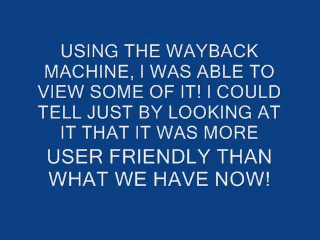 USING THE WAYBACK
MACHINE, I WAS ABLE TO
VIEW SOME OF IT! I COULD
TELL JUST BY LOOKING AT
IT THAT IT WAS MORE
USER FRIENDLY THAN
WHAT WE HAVE NOW!